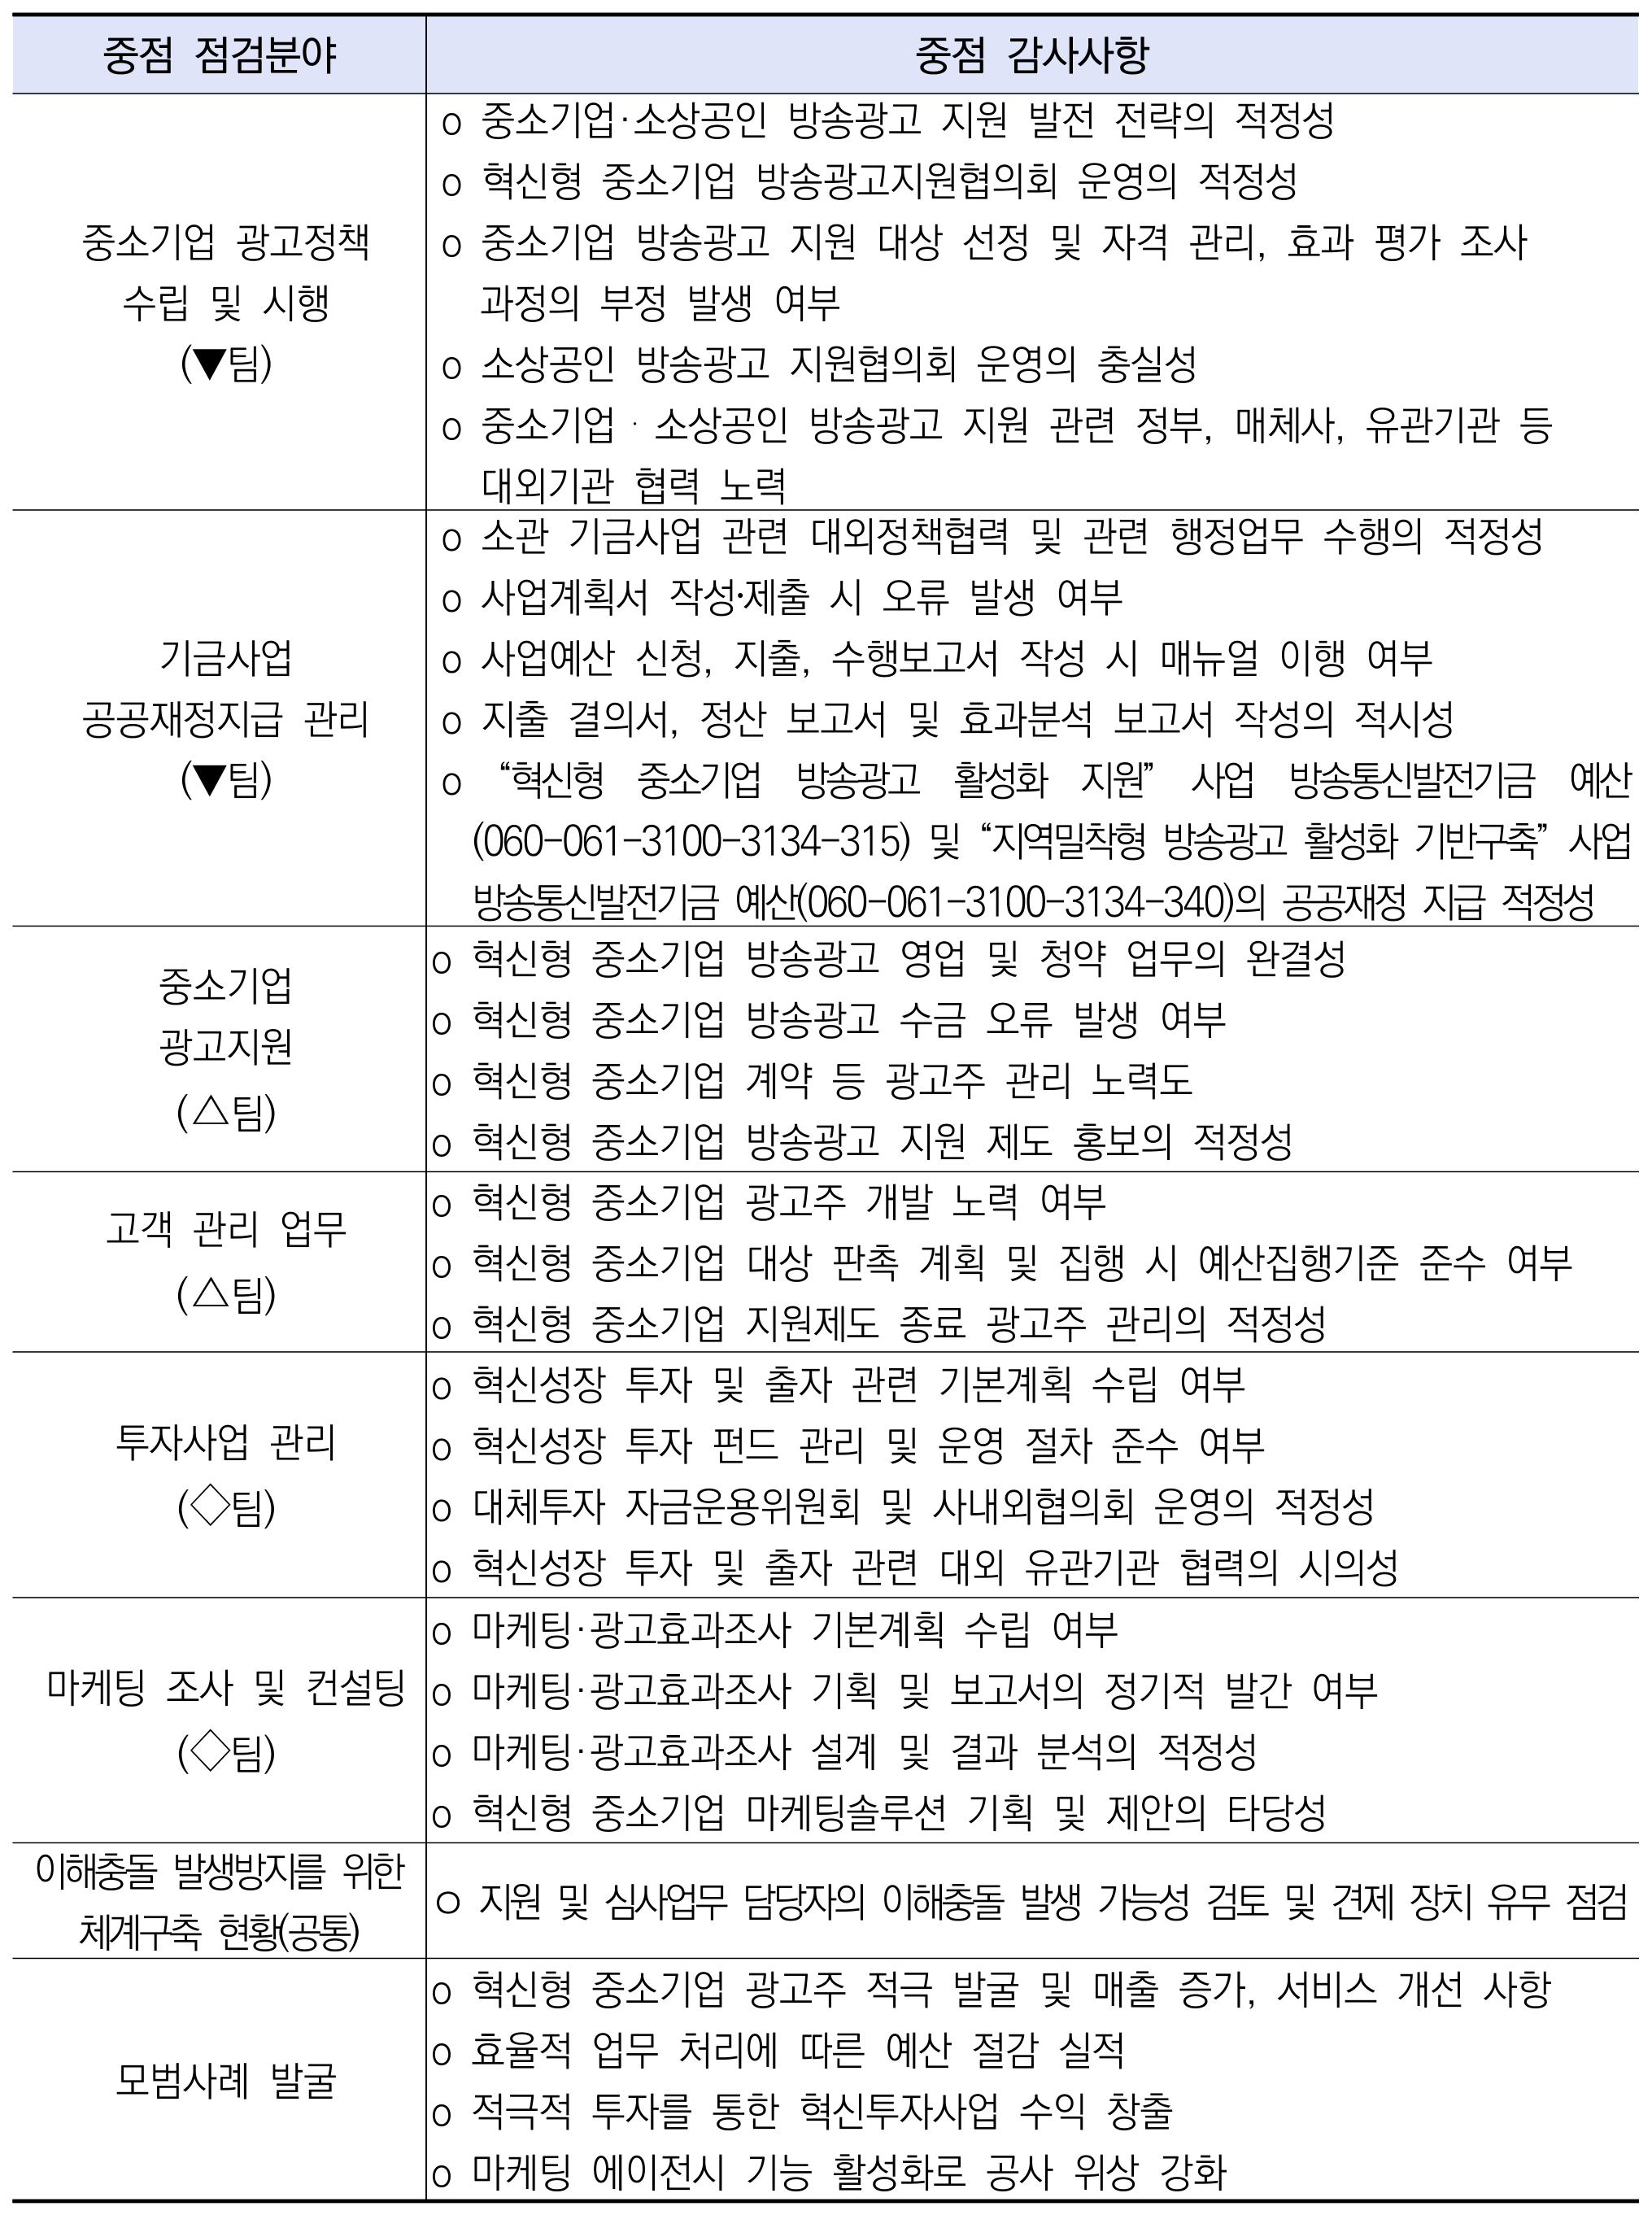 중점 점검분야
중점 감사사항
중소기업 광고정책
수립 및 시행
(▼팀)
o 중소기업·소상공인 방송광고 지원 발전 전략의 적정성
o 혁신형 중소기업 방송광고지원협의회 운영의 적정성
o 중소기업 방송광고 지원 대상 선정 및 자격 관리, 효과 평가 조사
과정의 부정 발생 여부
o 소상공인 방송광고 지원협의회 운영의 충실성
o 중소기업 · 소상공인 방송광고 지원 관련 정부, 매체사, 유관기관 등
대외기관 협력 노력
기금사업
공공재정지급 관리
(▼팀)
o 소관 기금사업 관련 대외정책협력 및 관련 행정업무 수행의 적정성
o 사업계획서 작성·제출 시 오류 발생 여부
o 사업예산 신청, 지출, 수행보고서 작성 시 매뉴얼 이행 여부
o 지출 결의서, 정산 보고서 및 효과분석 보고서 작성의 적시성
o “혁신형 중소기업 방송광고 활성화 지원” 사업 방송통신발전기금 예산
(060-061-3100-3134-315) 및 “지역밀착형 방송광고 활성화 기반구축” 사업
방송통신발전기금 예산(060-061-3100-3134-340)의 공공재정 지급 적정성
중소기업
광고지원
(△팀)
o 혁신형 중소기업 방송광고 영업 및 청약 업무의 완결성
o 혁신형 중소기업 방송광고 수금 오류 발생 여부
o 혁신형 중소기업 계약 등 광고주 관리 노력도
o 혁신형 중소기업 방송광고 지원 제도 홍보의 적정성
고객 관리 업무
(△팀)
o 혁신형 중소기업 광고주 개발 노력 여부
o 혁신형 중소기업 대상 판촉 계획 및 집행 시 예산집행기준 준수 여부
o 혁신형 중소기업 지원제도 종료 광고주 관리의 적정성
투자사업 관리
(◇팀)
o 혁신성장 투자 및 출자 관련 기본계획 수립 여부
o 혁신성장 투자 펀드 관리 및 운영 절차 준수 여부
o 대체투자 자금운용위원회 및 사내외협의회 운영의 적정성
o 혁신성장 투자 및 출자 관련 대외 유관기관 협력의 시의성
마케팅 조사 및 컨설팅
(◇팀)
o 마케팅·광고효과조사 기본계획 수립 여부
o 마케팅·광고효과조사 기획 및 보고서의 정기적 발간 여부
o 마케팅·광고효과조사 설계 및 결과 분석의 적정성
o 혁신형 중소기업 마케팅솔루션 기획 및 제안의 타당성
이해충돌 발생방지를 위한
체계구축 현황(공통)
ㅇ 지원 및 심사업무 담당자의 이해충돌 발생 가능성 검토 및 견제 장치 유무 점검
모범사례 발굴
o 혁신형 중소기업 광고주 적극 발굴 및 매출 증가, 서비스 개선 사항
o 효율적 업무 처리에 따른 예산 절감 실적
o 적극적 투자를 통한 혁신투자사업 수익 창출
o 마케팅 에이전시 기능 활성화로 공사 위상 강화